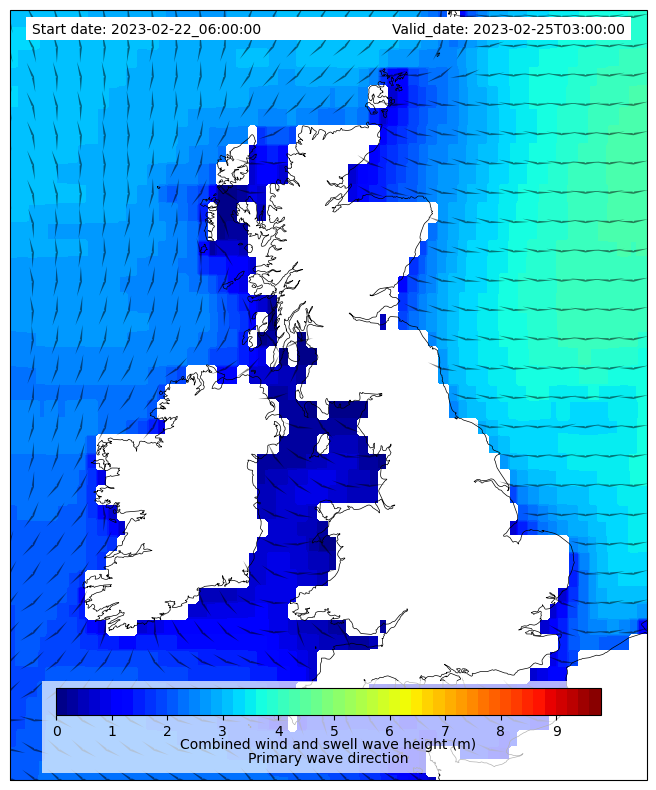 Start date: 2023-02-22_06:00:00 Valid_date: 2023-02-25T03:00:00
0 1 2 3 4 5 6 7 8 9
Combined wind and swell wave height (m)
Primary wave direction